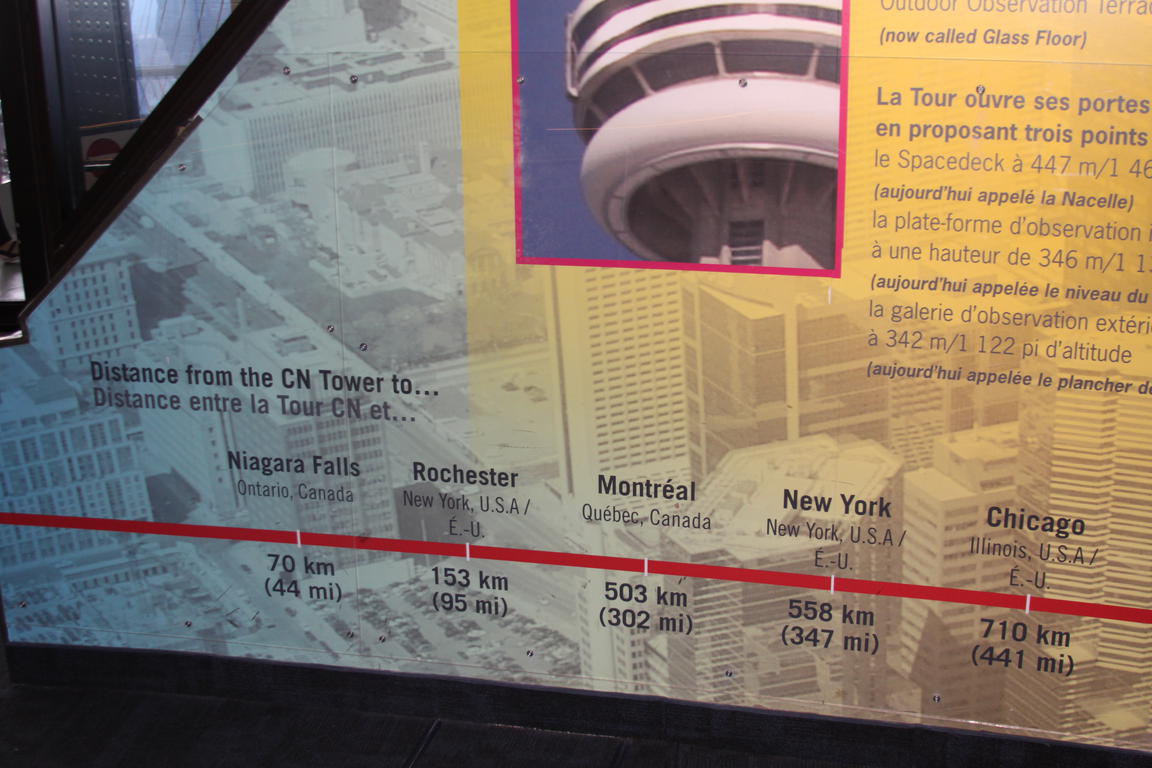 Outdoor Observation
(now called Glass Floor)
La Tour ouvre ses portes
en proposant trois points
le Spacedeck à 447 m/1
(aujourd'hui appelé la Nacelle)
la plate-forme d'observation
à une hauteur de 346 m/1
(aujourd'hui appelée le niveau du
la galerie d'observation
à 342 m/1 122 pi d'altitude
(aujourd'hui appelée le plancher
Distance from the CN Tower to...
Distance entre la Tour CN et...
Niagara Falls
Ontario, Canada
70 km
(44 mi)
Rochester
New York, U.S.A /
É.-U.
153 km
(95 mi)
Montréal
Québec, Canada
503 km
(302 mi)
New York
New York, U.S.A /
É.-U.
558 km
(347 mi)
Chicago
Illinois, U.S.A /
É.-U.
710 km
(441 mi)